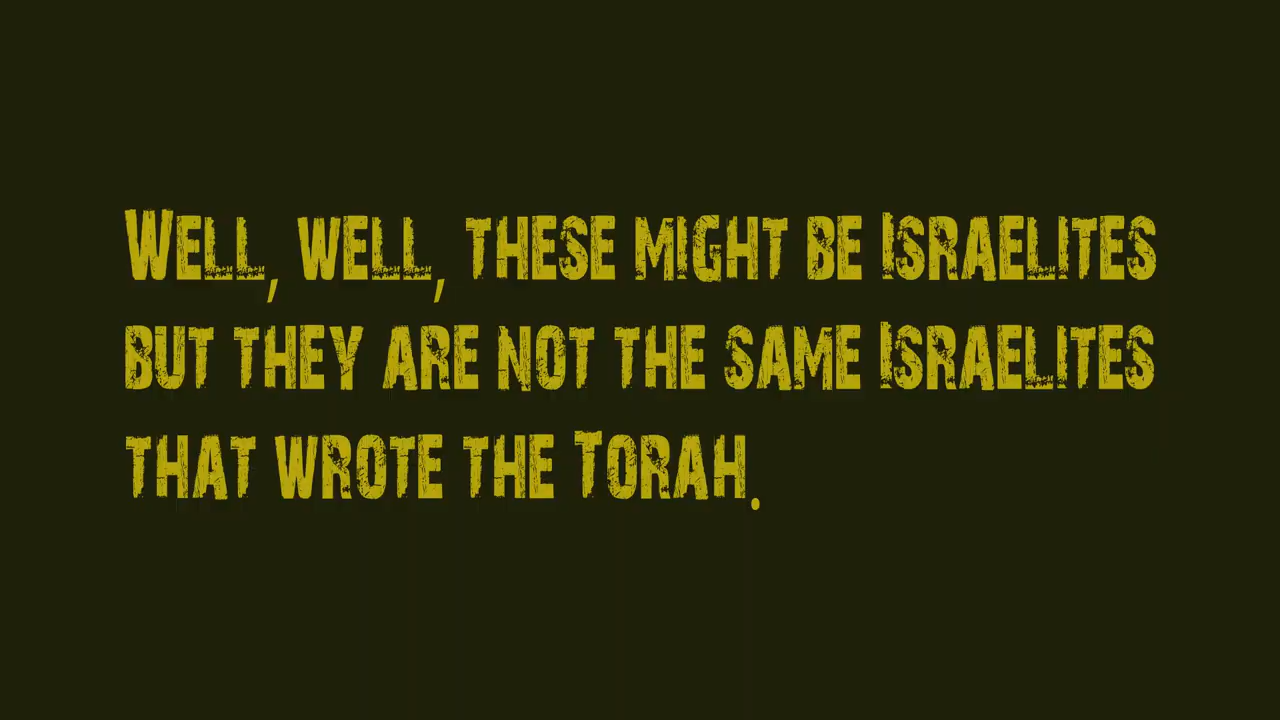 Well, well, these might be Israelites
but they are not the same Israelites
that wrote the Torah.